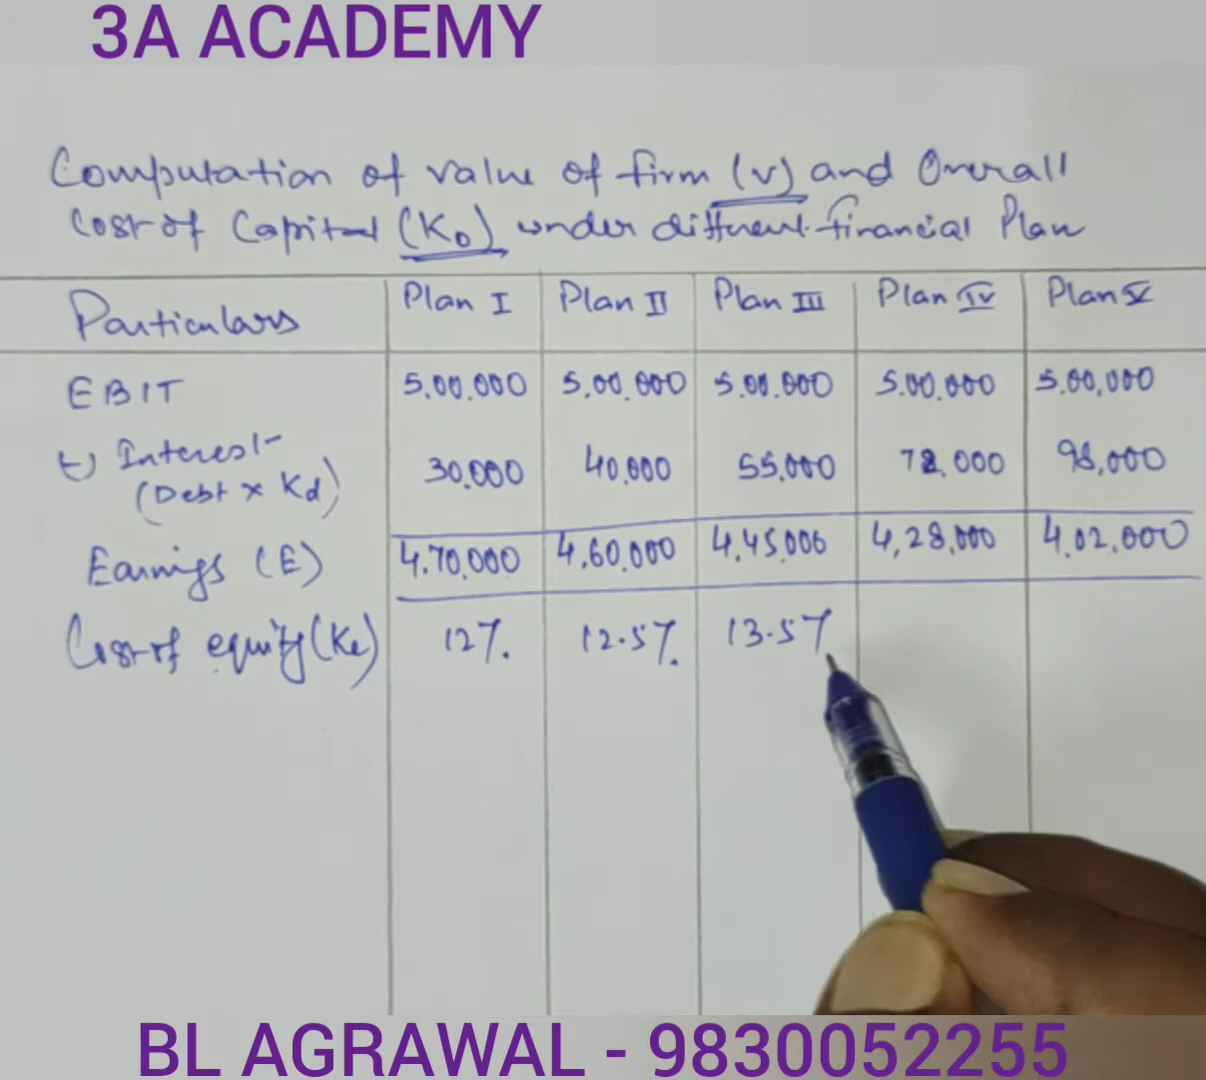 3A ACADEMY
Computation of value of firm (V) and Overall
Cost of Capital (Ko) under different financial Plan
Particulars Plan I Plan II Plan III Plan IV Plan V
EBIT 5,00,000 5,00,000 5,00,000 5,00,000 5,00,000
(-) Interest 30,000 40,000 55,000 72,000 98,000
(Debt × Kd)
Earnings (E) 4,70,000 4,60,000 4,45,000 4,28,000 4,02,000
Cost of equity (Ke) 12%. 12.5%. 13.5%
BL AGRAWAL - 9830052255